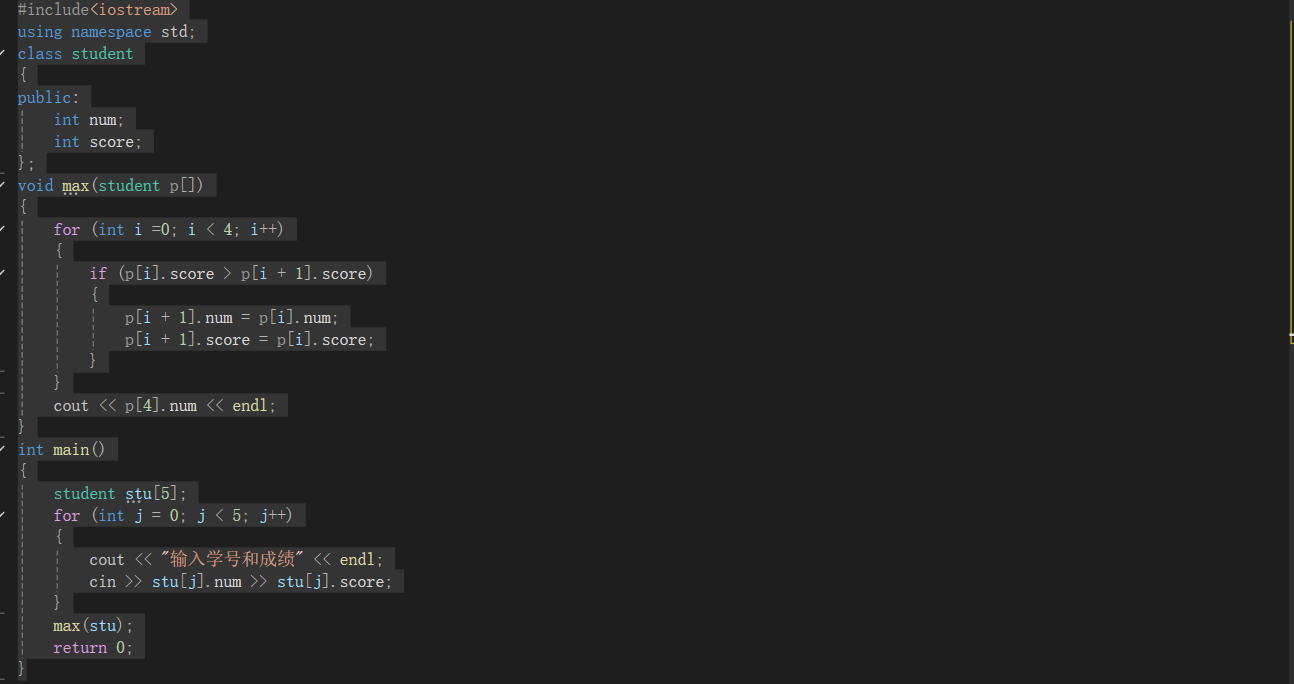 #include<iostream>
using namespace std;
class student
{
public:
    int num;
    int score;
};
void max(student p[])
{
    for (int i =0; i < 4; i++)
    {
        if (p[i].score > p[i + 1].score)
        {
            p[i + 1].num = p[i].num;
            p[i + 1].score = p[i].score;
        }
    }
    cout << p[4].num << endl;
}
int main()
{
    student stu[5];
    for (int j = 0; j < 5; j++)
    {
        cout << "输入学号和成绩" << endl;
        cin >> stu[j].num >> stu[j].score;
    }
    max(stu);
    return 0;
}